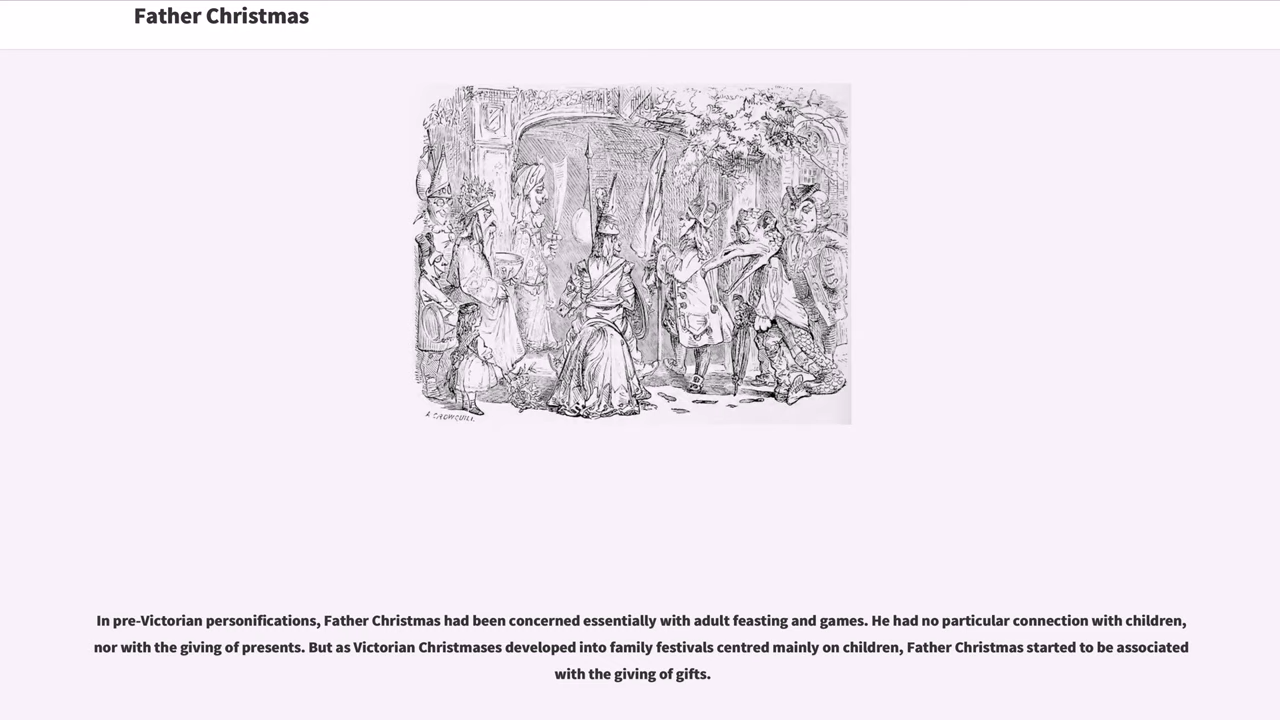 Father Christmas
A. CROWQUILL.
In pre-Victorian personifications, Father Christmas had been concerned essentially with adult feasting and games. He had no particular connection with children,
nor with the giving of presents. But as Victorian Christmases developed into family festivals centred mainly on children, Father Christmas started to be associated
with the giving of gifts.